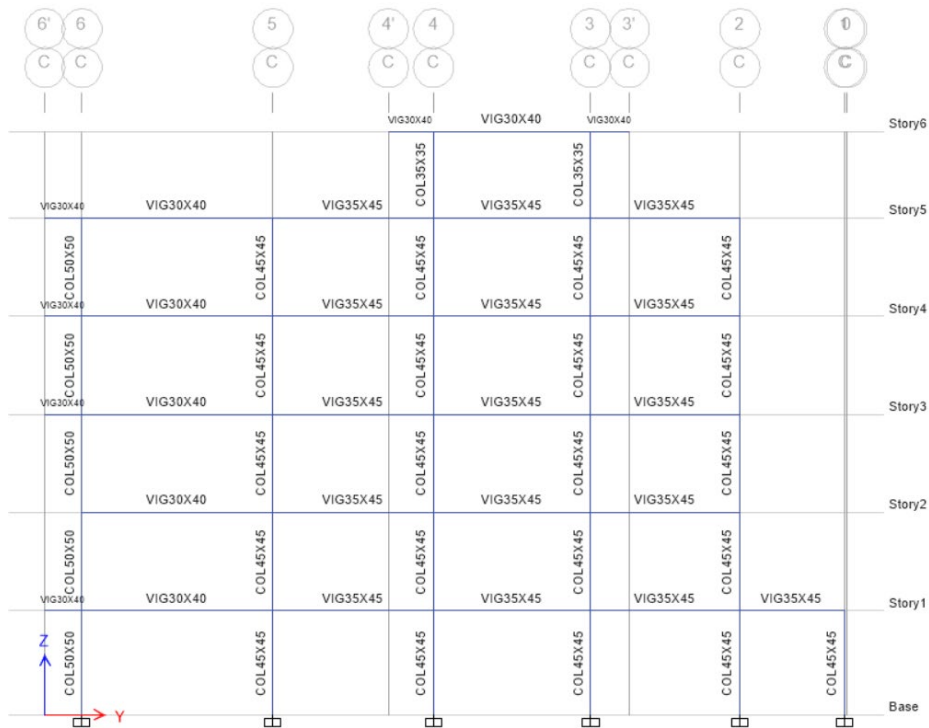 6' 6 5 4' 4 3 3' 2 1 0
C C C C C C C C C C
VIG30X40 VIG30X40 VIG30X40 Story6
COL35X35 COL35X35
VIG30X40 VIG30X40 VIG35X45 VIG35X45 VIG35X45 Story5
COL50X50 COL45X45 COL45X45 COL45X45 COL45X45
VIG30X40 VIG30X40 VIG35X45 VIG35X45 VIG35X45 Story4
COL50X50 COL45X45 COL45X45 COL45X45 COL45X45
VIG30X40 VIG30X40 VIG35X45 VIG35X45 VIG35X45 Story3
COL50X50 COL45X45 COL45X45 COL45X45 COL45X45
VIG30X40 VIG35X45 VIG35X45 VIG35X45 Story2
COL50X50 COL45X45 COL45X45 COL45X45 COL45X45
VIG30X40 VIG30X40 VIG35X45 VIG35X45 VIG35X45 VIG35X45 Story1
Z
COL50X50 COL45X45 COL45X45 COL45X45 COL45X45 COL45X45
Y Base